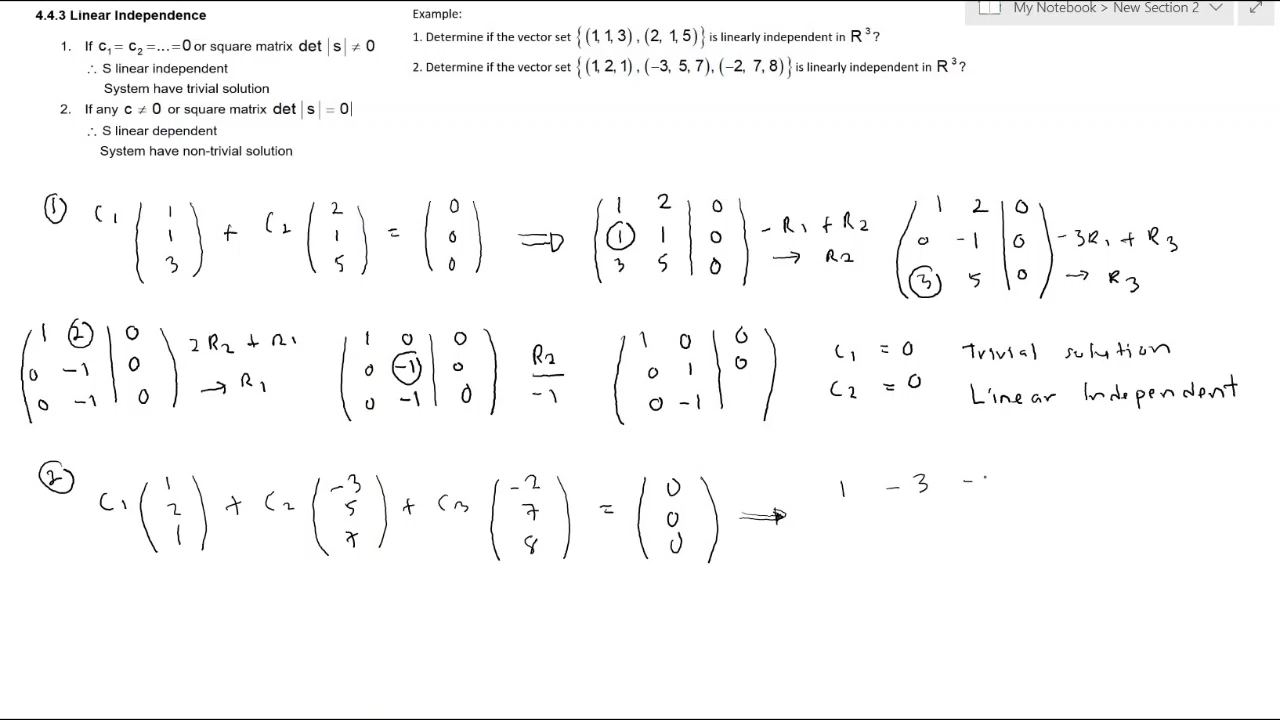 4.4.3 Linear Independence
1. If c₁ = c₂ =...= 0 or square matrix det |s| ≠ 0
∴ S linear independent
System have trivial solution
2. If any c ≠ 0 or square matrix det |s| = 0|
∴ S linear dependent
System have non-trivial solution
Example:
1. Determine if the vector set {(1, 1, 3) , (2, 1, 5)} is linearly independent in R³?
2. Determine if the vector set {(1, 2, 1) , (−3, 5, 7), (−2, 7, 8)} is linearly independent in R³?
My Notebook > New Section 2
① C₁ (1 1 3) + C₂ (2 1 5) = (0 0 0) ⇒ (1 2 | 0
1 1 | 0
3 5 | 0) - R₁ + R₂ → R₂ (1 2 | 0
0 -1 | 0
3 5 | 0) - 3R₁ + R₃ → R₃
(1 2 | 0
0 -1 | 0
0 -1 | 0) 2R₂ + R₁ → R₁ (1 0 | 0
0 -1 | 0
0 -1 | 0) R₂/-1 (1 0 | 0
0 1 | 0
0 -1 | ) C₁ = 0 Trivial solution
C₂ = 0 Linear Independent
② C₁ (1 2 1) + C₂ (-3 5 7) + C₃ (-2 7 8) = (0 0 0) ⇒ 1 -3 -